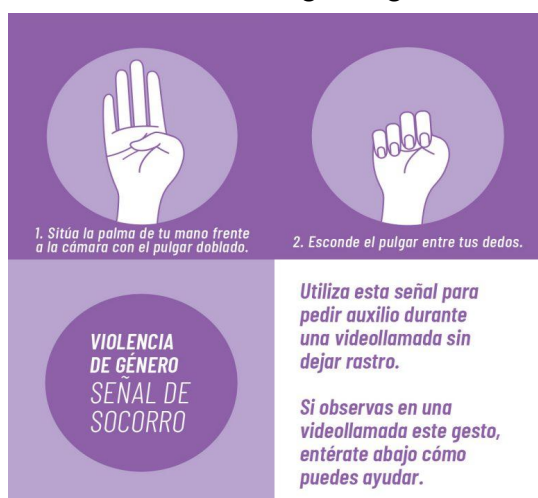 1. Sitúa la palma de tu mano frente
a la cámara con el pulgar doblado.
2. Esconde el pulgar entre tus dedos.
VIOLENCIA
DE GÉNERO
SEÑAL DE
SOCORRO
Utiliza esta señal para
pedir auxilio durante
una videollamada sin
dejar rastro.
Si observas en una
videollamada este gesto,
entérate abajo cómo
puedes ayudar.